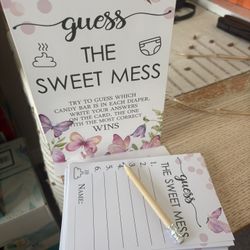 guess
THE
SWEET MESS
TRY TO GUESS WHICH
CANDY BAR IS IN EACH DIAPER.
WRITE YOUR ANSWERS
ON THE CARD. THE ONE
WITH THE MOST CORRECT
WINS
guess
THE SWEET MESS
1.
2.
3.
4.
5.
6.
NAME: